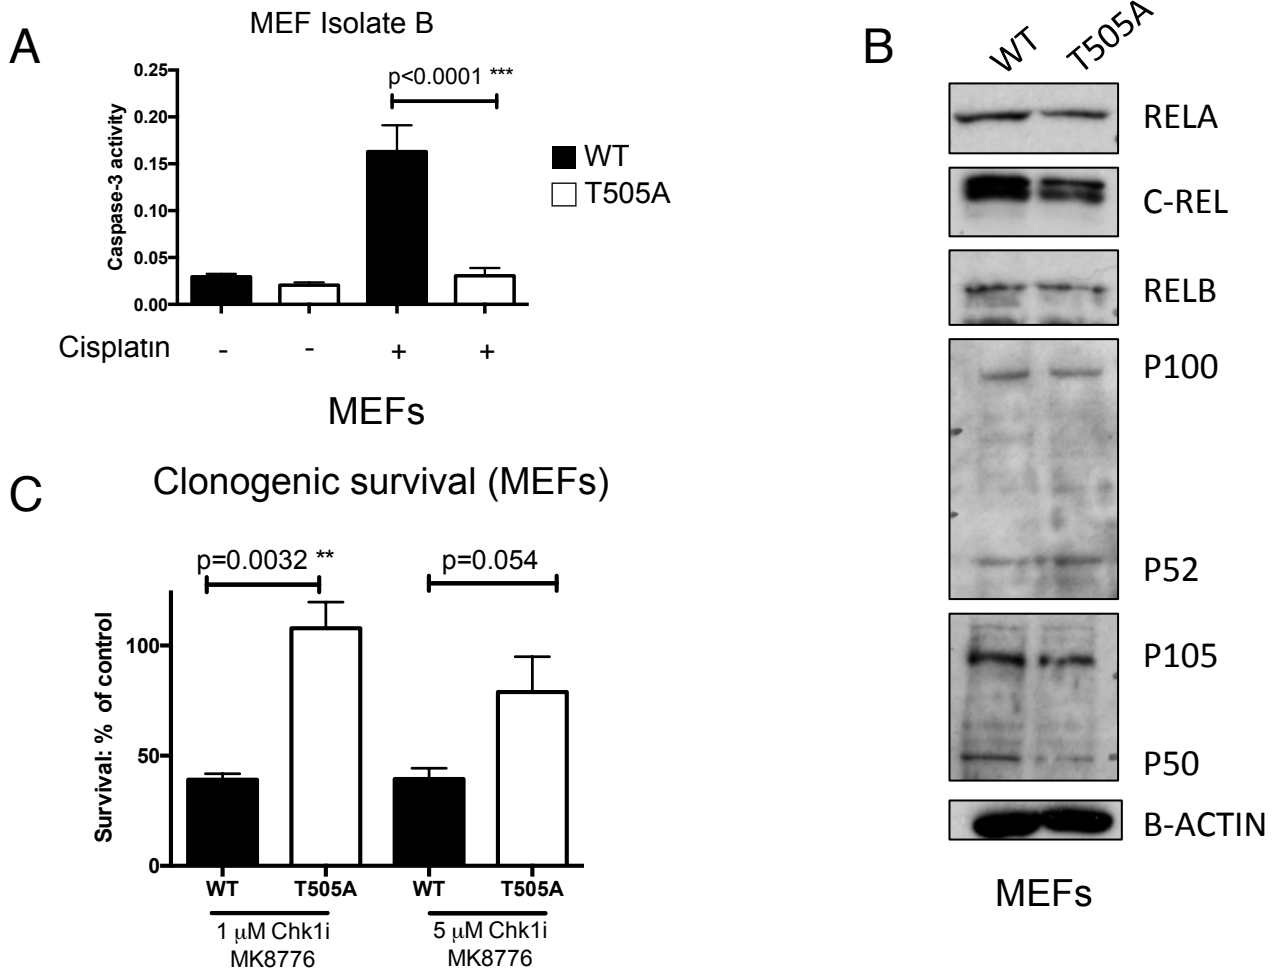 A
MEF Isolate B
p<0.0001 ***
Caspase-3 activity
0.25
0.20
0.15
0.10
0.05
0.00
WT
T505A
Cisplatin
- - + +
MEFs
B
WT T505A
RELA
C-REL
RELB
P100
P52
P105
P50
B-ACTIN
MEFs
C
Clonogenic survival (MEFs)
p=0.0032 ** p=0.054
Survival: % of control
100
50
0
WT T505A WT T505A
1 μM Chk1i 5 μM Chk1i
MK8776 MK8776